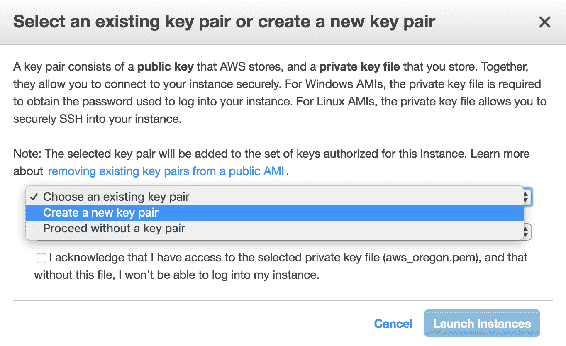 Select an existing key pair or create a new key pair ×
A key pair consists of a public key that AWS stores, and a private key file that you store. Together,
they allow you to connect to your instance securely. For Windows AMIs, the private key file is required
to obtain the password used to log into your instance. For Linux AMIs, the private key file allows you to
securely SSH into your instance.
Note: The selected key pair will be added to the set of keys authorized for this instance. Learn more
about removing existing key pairs from a public AMI.
✓ Choose an existing key pair
Create a new key pair
Proceed without a key pair
I acknowledge that I have access to the selected private key file (aws_oregon.pem), and that
without this file, I won't be able to log into my instance.
Cancel Launch Instances